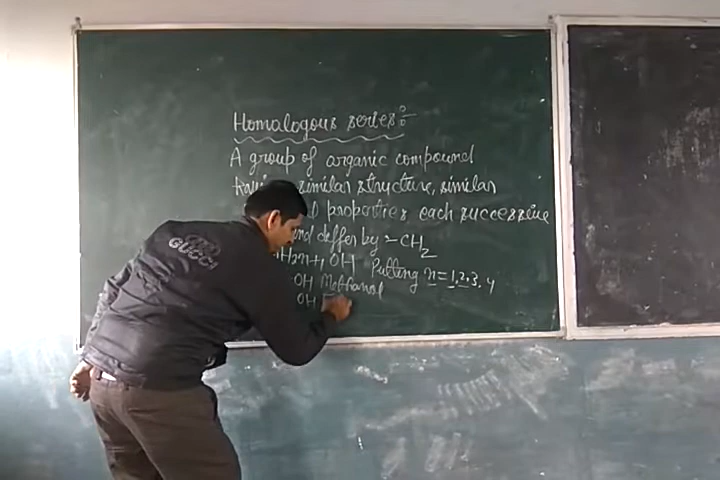 Homalogous series:-
A group of organic compound
similar structure, similar
properties each successive
differ by -CH2
OH Putting n=1,2,3,4
OH Methanol
OH
GUCCI